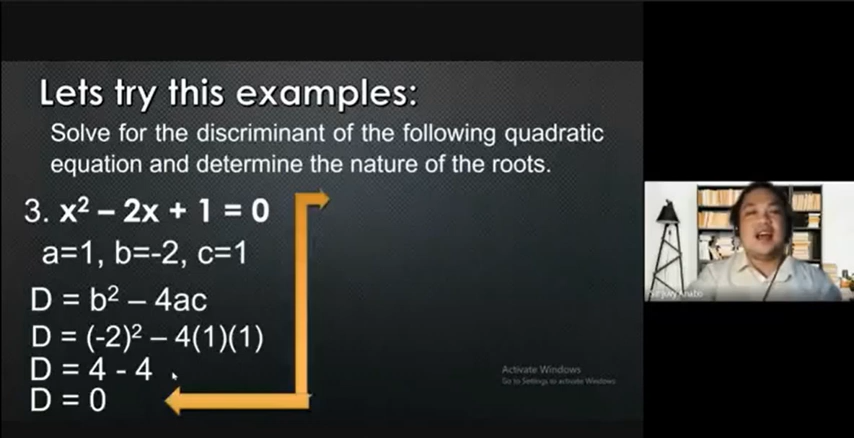 Lets try this examples:
Solve for the discriminant of the following quadratic
equation and determine the nature of the roots.
3. x² – 2x + 1 = 0
a=1, b=-2, c=1
D = b² – 4ac
D = (-2)² – 4(1)(1)
D = 4 - 4
D = 0
Activate Windows
Go to Settings to activate Windows.